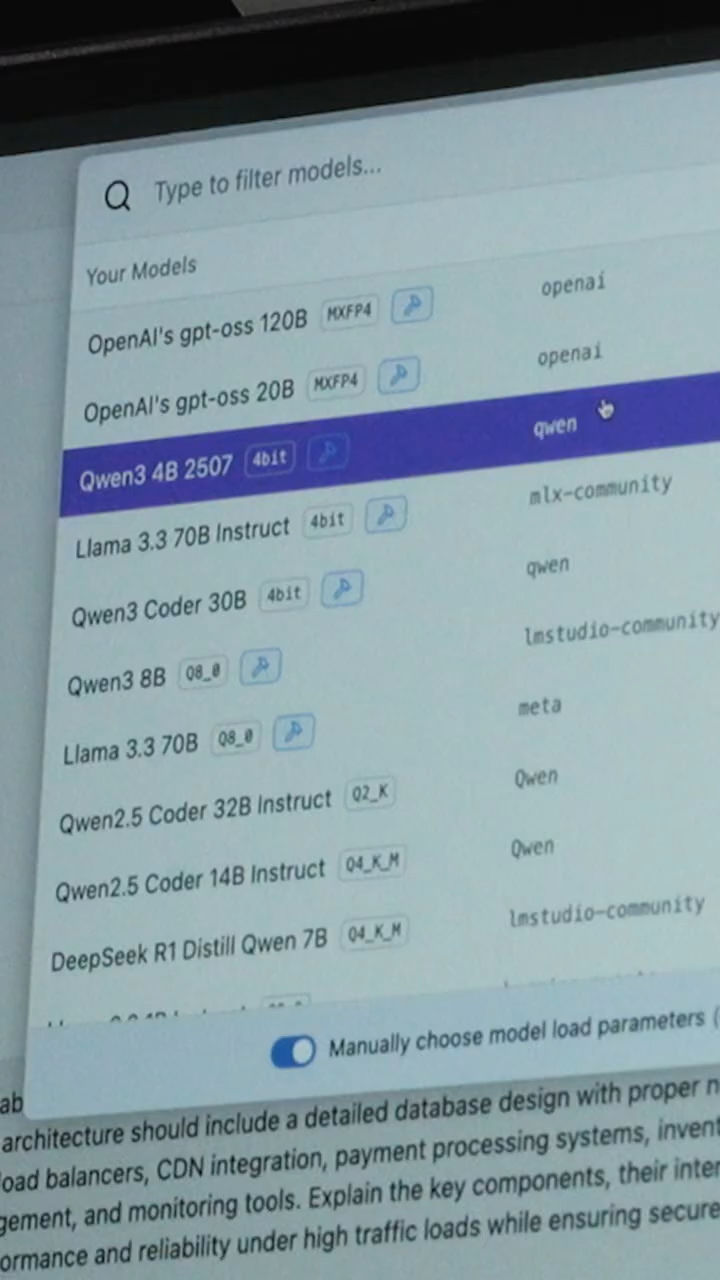 Type to filter models...
Your Models
OpenAI's gpt-oss 120B MXFP4 openai
OpenAI's gpt-oss 20B MXFP4 openai
Qwen3 4B 2507 4bit qwen
Llama 3.3 70B Instruct 4bit mlx-community
Qwen3 Coder 30B 4bit qwen
Qwen3 8B Q8_0 lmstudio-community
Llama 3.3 70B Q8_0 meta
Qwen2.5 Coder 32B Instruct Q2_K Qwen
Qwen2.5 Coder 14B Instruct Q4_K_M Qwen
DeepSeek R1 Distill Qwen 7B Q4_K_M lmstudio-community
Manually choose model load parameters (
ab
architecture should include a detailed database design with proper n
load balancers, CDN integration, payment processing systems, invent
gement, and monitoring tools. Explain the key components, their inter
ormance and reliability under high traffic loads while ensuring secure